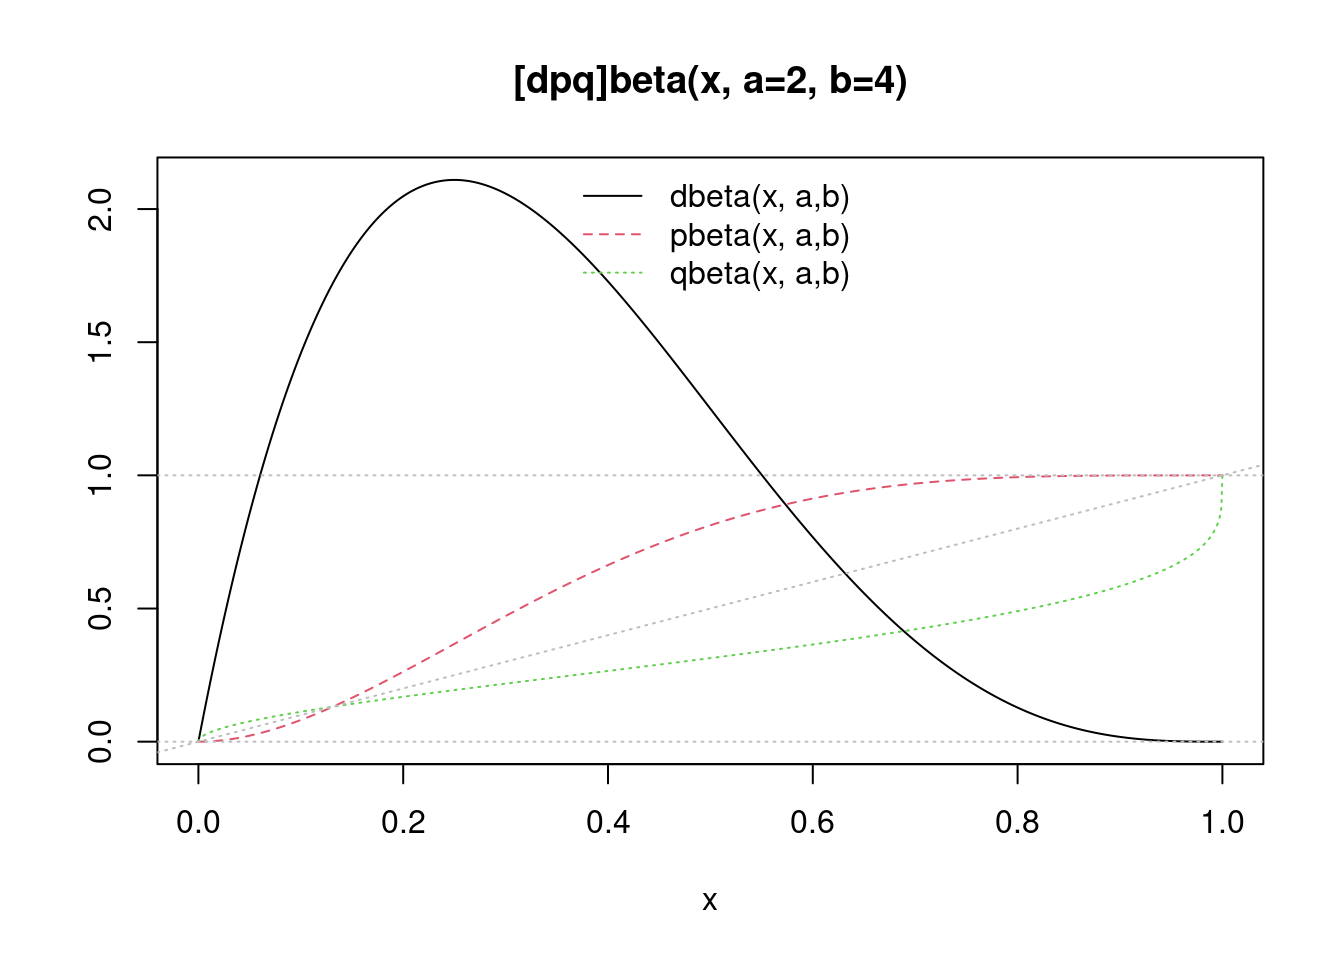 [dpq]beta(x, a=2, b=4)
dbeta(x, a,b)
pbeta(x, a,b)
qbeta(x, a,b)
2.0
1.5
1.0
0.5
0.0
0.0 0.2 0.4 0.6 0.8 1.0
x